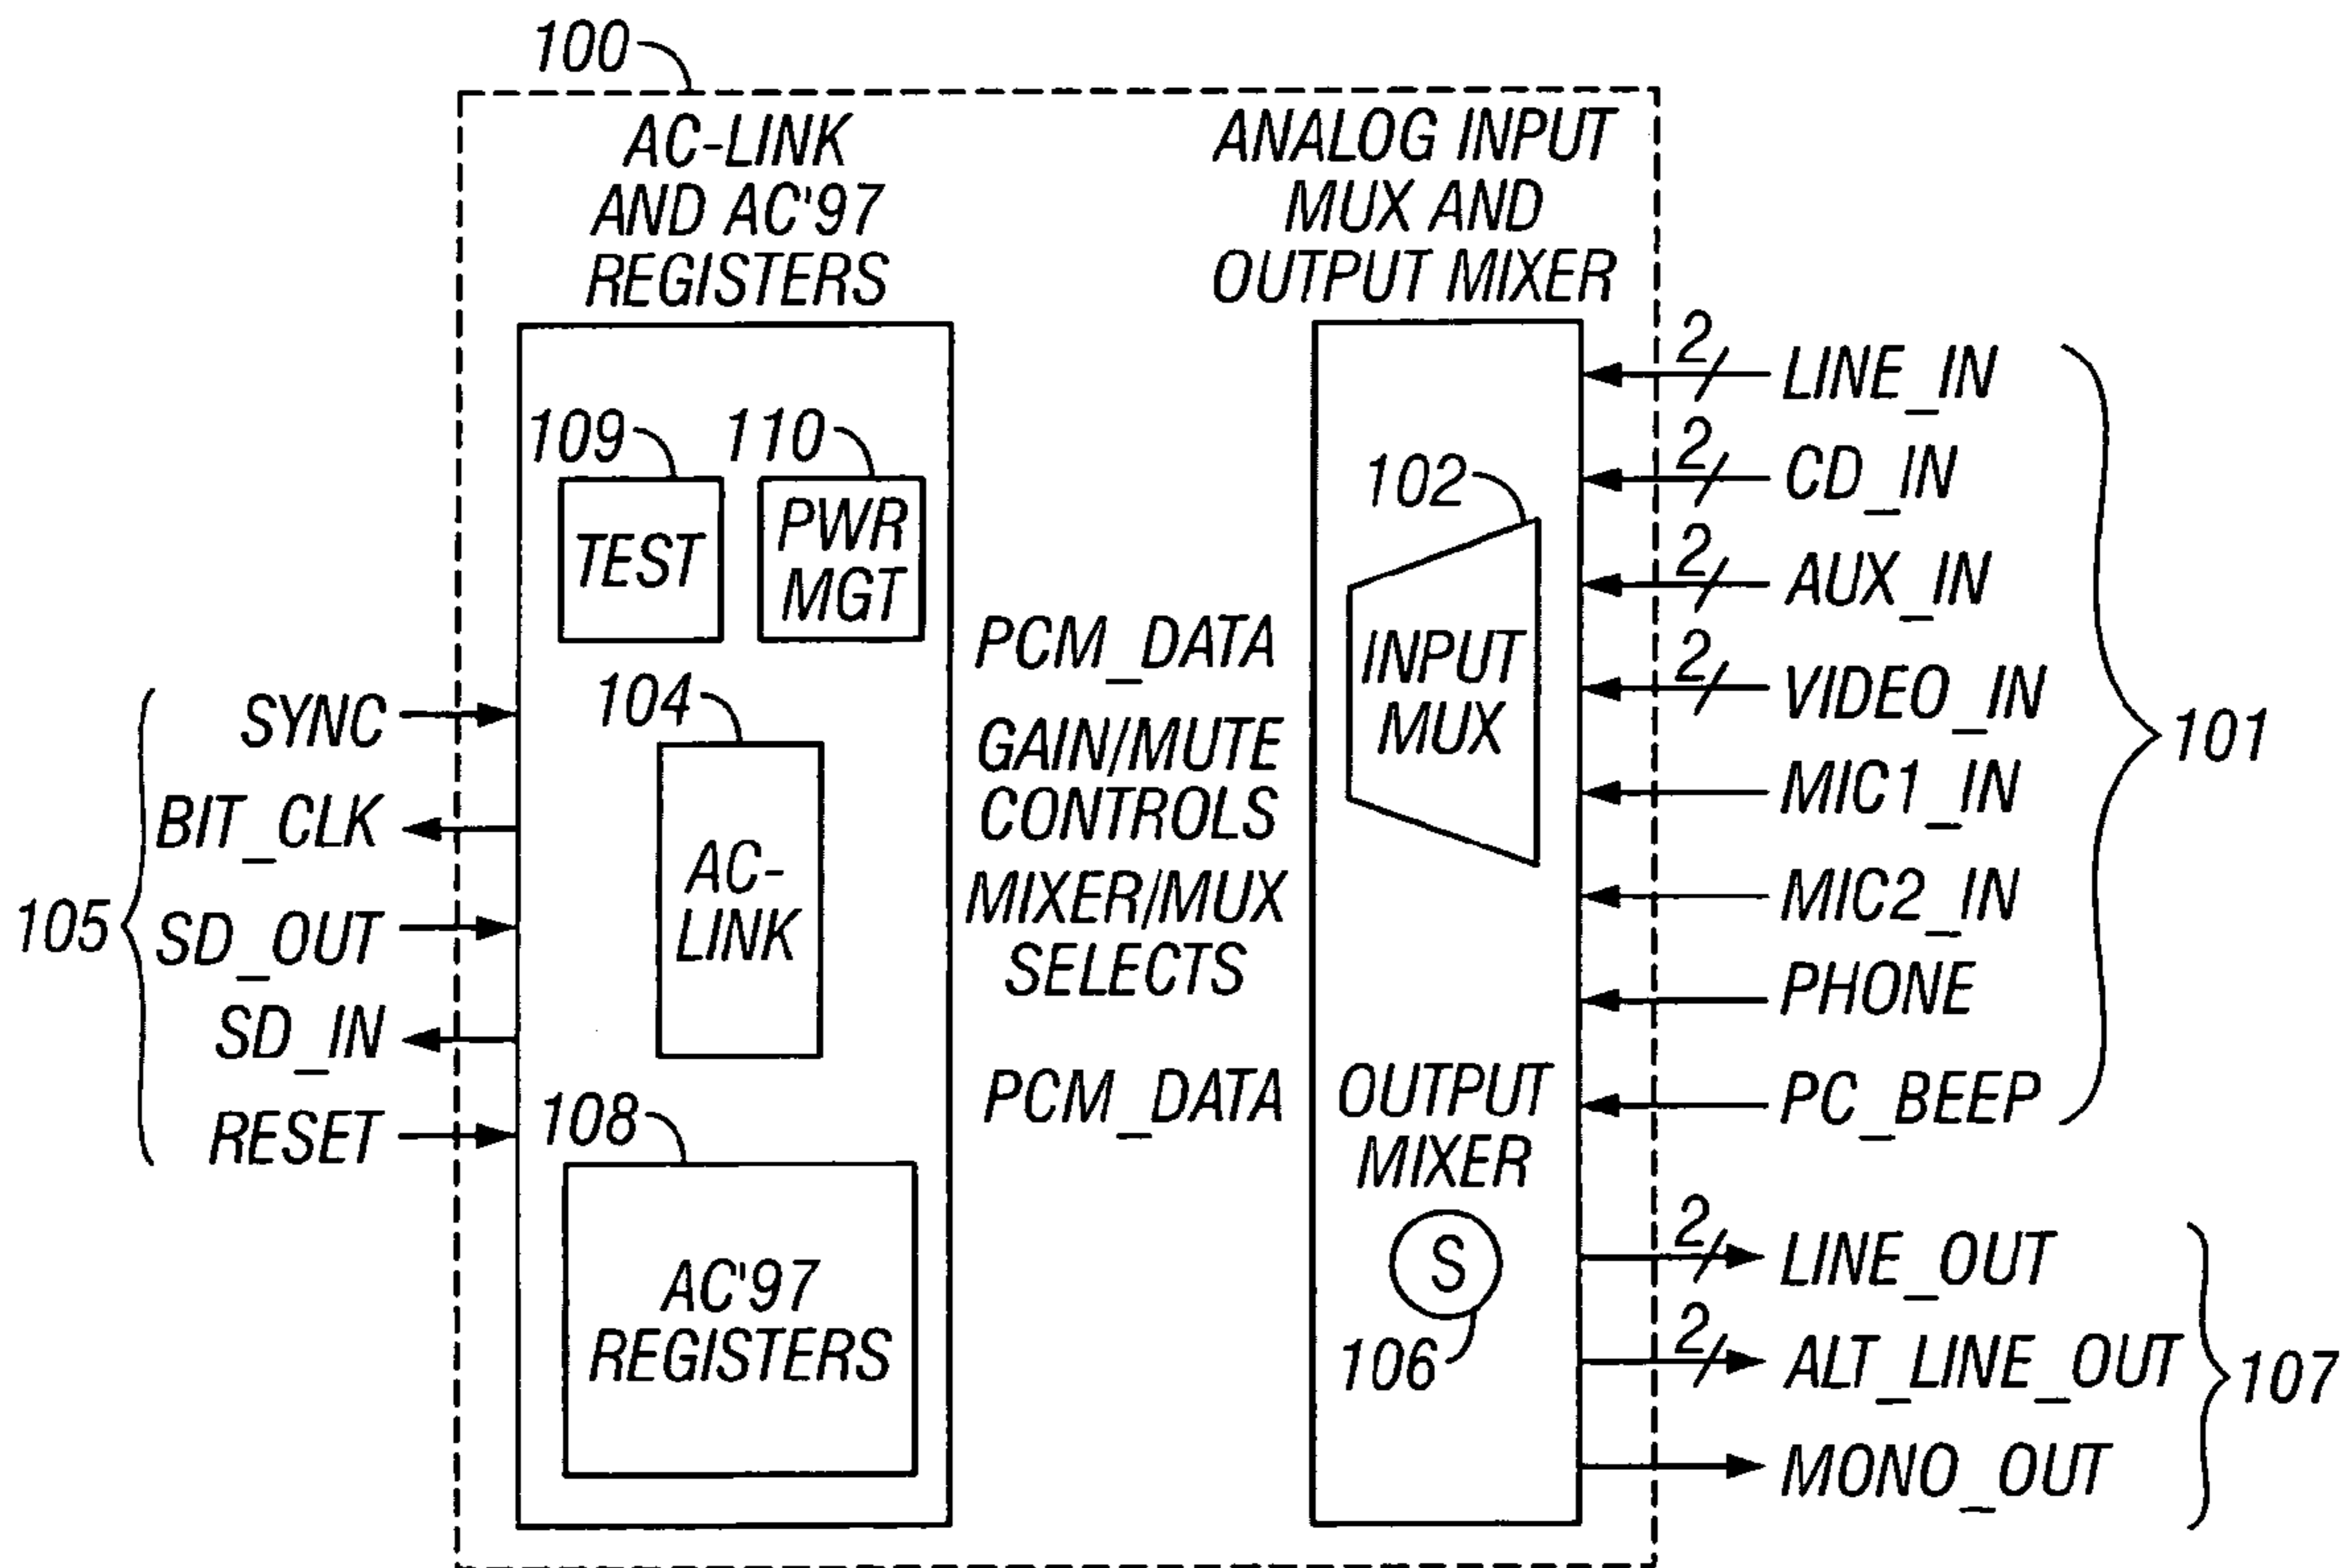 100
AC-LINK
AND AC'97
REGISTERS
ANALOG INPUT
MUX AND
OUTPUT MIXER
109
TEST
110
PWR
MGT
104
AC-
LINK
108
AC'97
REGISTERS
105
SYNC
BIT_CLK
SD_OUT
SD_IN
RESET
PCM_DATA
GAIN/MUTE
CONTROLS
MIXER/MUX
SELECTS
PCM_DATA
102
INPUT
MUX
OUTPUT
MIXER
S
106
2 LINE_IN
2 CD_IN
2 AUX_IN
2 VIDEO_IN
MIC1_IN
MIC2_IN
PHONE
PC_BEEP
101
2 LINE_OUT
2 ALT_LINE_OUT
MONO_OUT
107